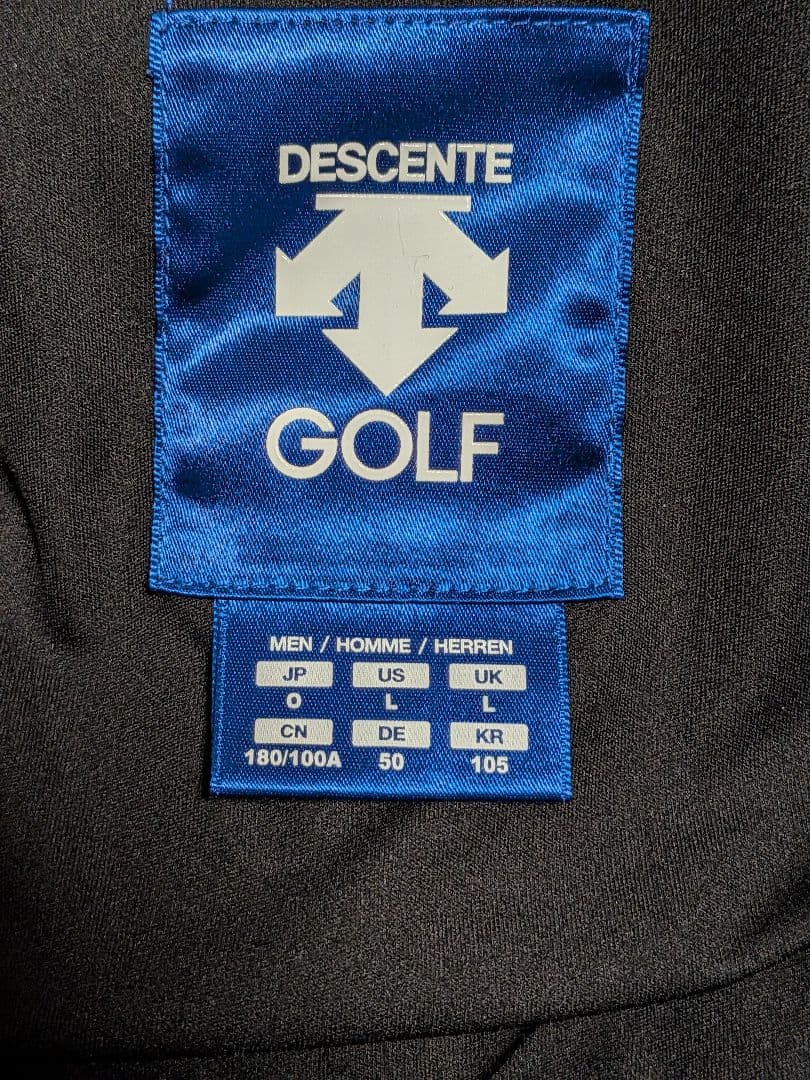 DESCENTE
GOLF
MEN / HOMME / HERREN
JP US UK
O L L
CN DE KR
180/100A 50 105